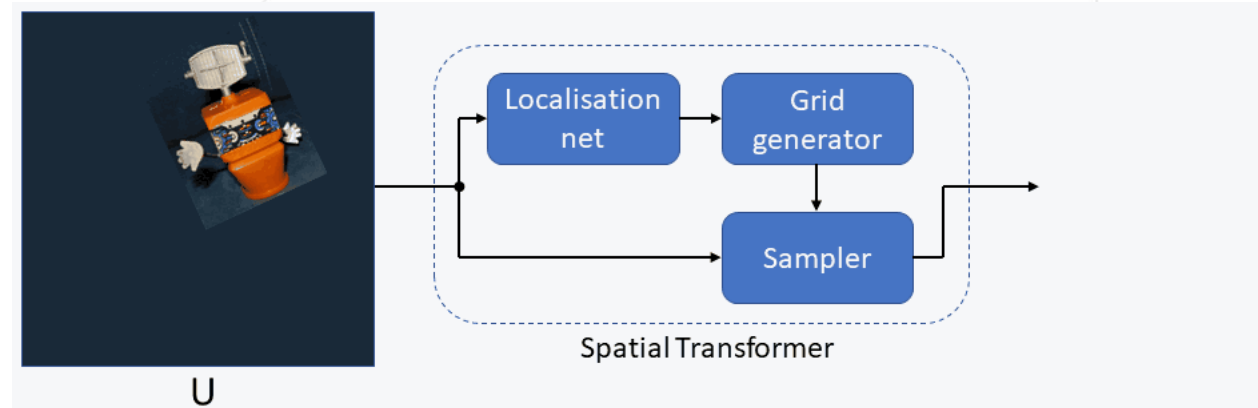 Localisation
net
Grid
generator
Sampler
Spatial Transformer
U